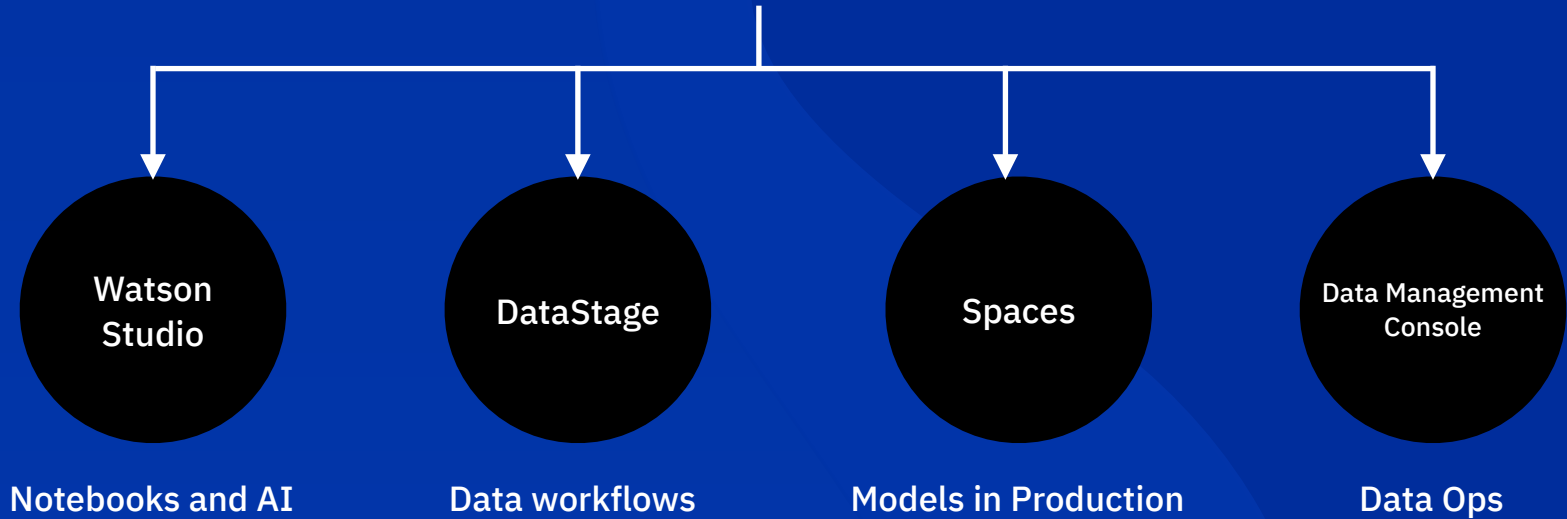 Watson
Studio
DataStage
Spaces
Data Management
Console
Notebooks and AI
Data workflows
Models in Production
Data Ops